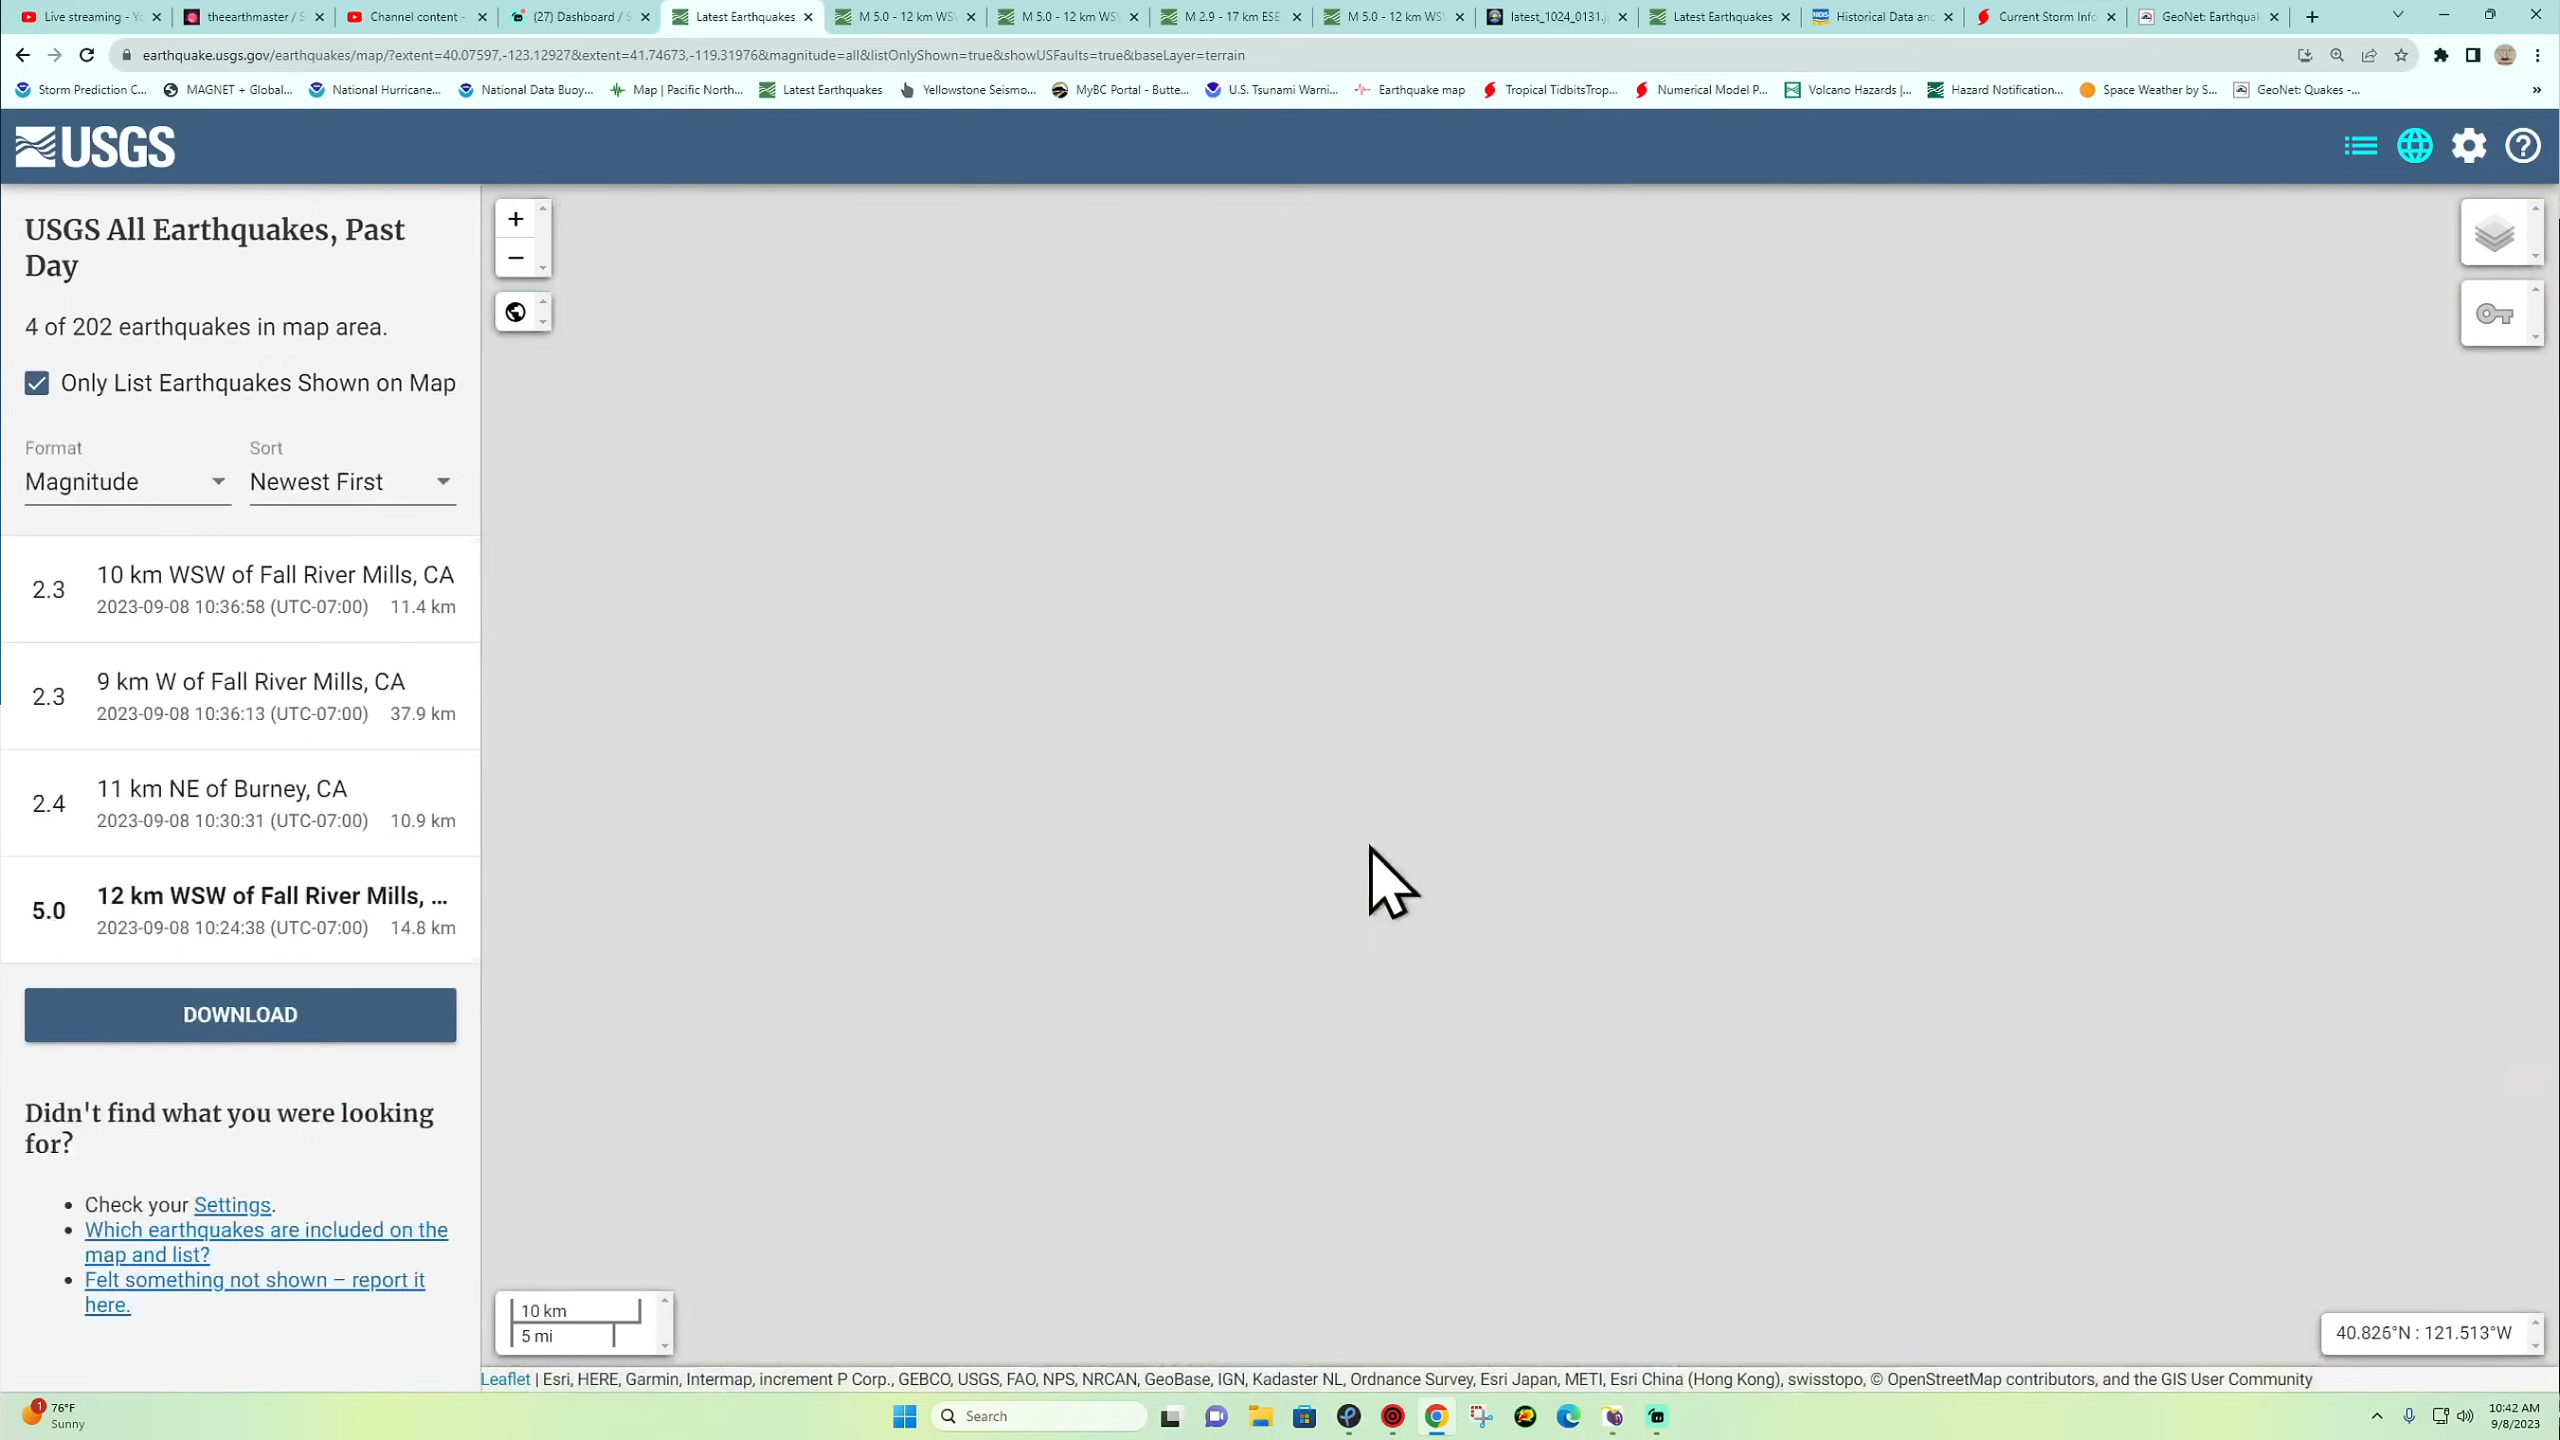 Live streaming - Yo
theearthmaster / S
Channel content -
(27) Dashboard / S
Latest Earthquakes
M 5.0 - 12 km WSW
M 5.0 - 12 km WSW
M 2.9 - 17 km ESE
M 5.0 - 12 km WSW
latest_1024_0131.j
Latest Earthquakes
Historical Data and
Current Storm Info
GeoNet: Earthquak
earthquake.usgs.gov/earthquakes/map/?extent=40.07597,-123.12927&extent=41.74673,-119.31976&magnitude=all&listOnlyShown=true&showUSFaults=true&baseLayer=terrain
Storm Prediction C...
MAGNET + Global...
National Hurricane...
National Data Buoy...
Map | Pacific North...
Latest Earthquakes
Yellowstone Seismo...
MyBC Portal - Butte...
U.S. Tsunami Warni...
Earthquake map
Tropical TidbitsTrop...
Numerical Model P...
Volcano Hazards |...
Hazard Notification...
Space Weather by S...
GeoNet: Quakes -...
USGS
USGS All Earthquakes, Past
Day
4 of 202 earthquakes in map area.
Only List Earthquakes Shown on Map
Format
Sort
Magnitude
Newest First
2.3
10 km WSW of Fall River Mills, CA
2023-09-08 10:36:58 (UTC-07:00) 11.4 km
2.3
9 km W of Fall River Mills, CA
2023-09-08 10:36:13 (UTC-07:00) 37.9 km
2.4
11 km NE of Burney, CA
2023-09-08 10:30:31 (UTC-07:00) 10.9 km
5.0
12 km WSW of Fall River Mills, ...
2023-09-08 10:24:38 (UTC-07:00) 14.8 km
DOWNLOAD
Didn't find what you were looking
for?
Check your Settings.
Which earthquakes are included on the
map and list?
Felt something not shown – report it
here.
10 km
5 mi
40.826°N : 121.513°W
Leaflet | Esri, HERE, Garmin, Intermap, increment P Corp., GEBCO, USGS, FAO, NPS, NRCAN, GeoBase, IGN, Kadaster NL, Ordnance Survey, Esri Japan, METI, Esri China (Hong Kong), swisstopo, © OpenStreetMap contributors, and the GIS User Community
1
76°F
Sunny
Search
10:42 AM
9/8/2023